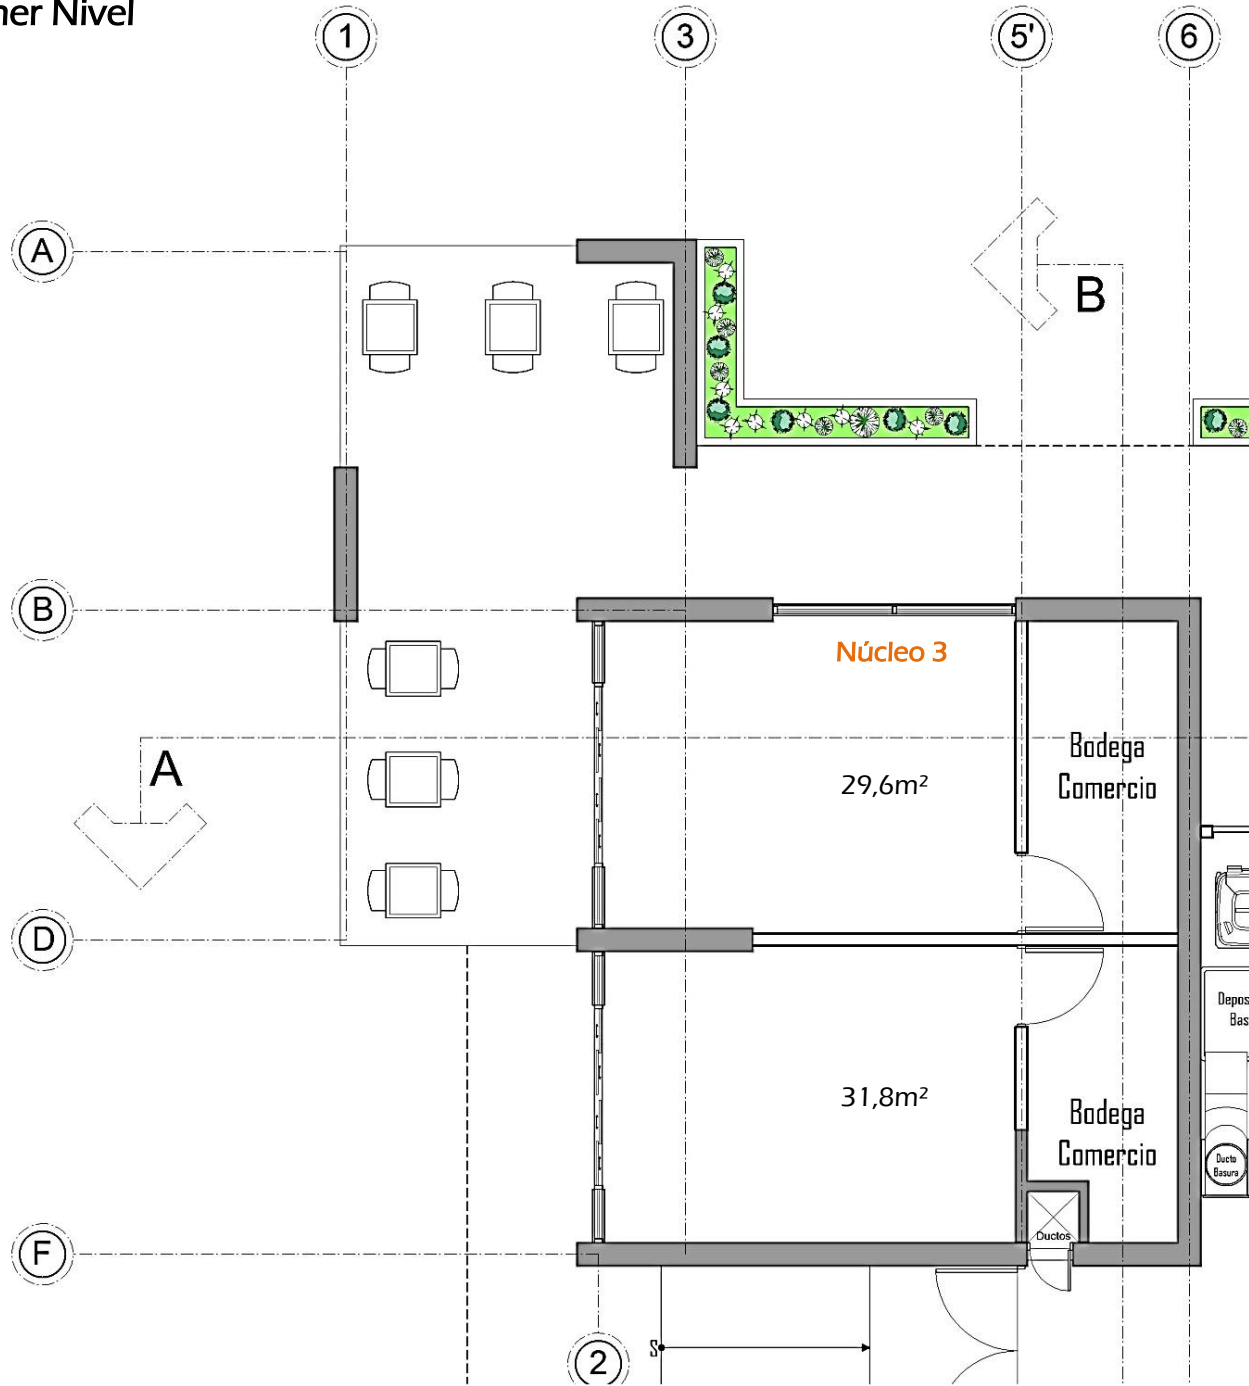 ner Nivel
1
3
5'
6
A
B
B
Núcleo 3
A
Bodega
Comercio
29,6m²
D
Depos
Bas
31,8m²
Bodega
Comercio
Ducto
Basura
Ductos
F
S
2